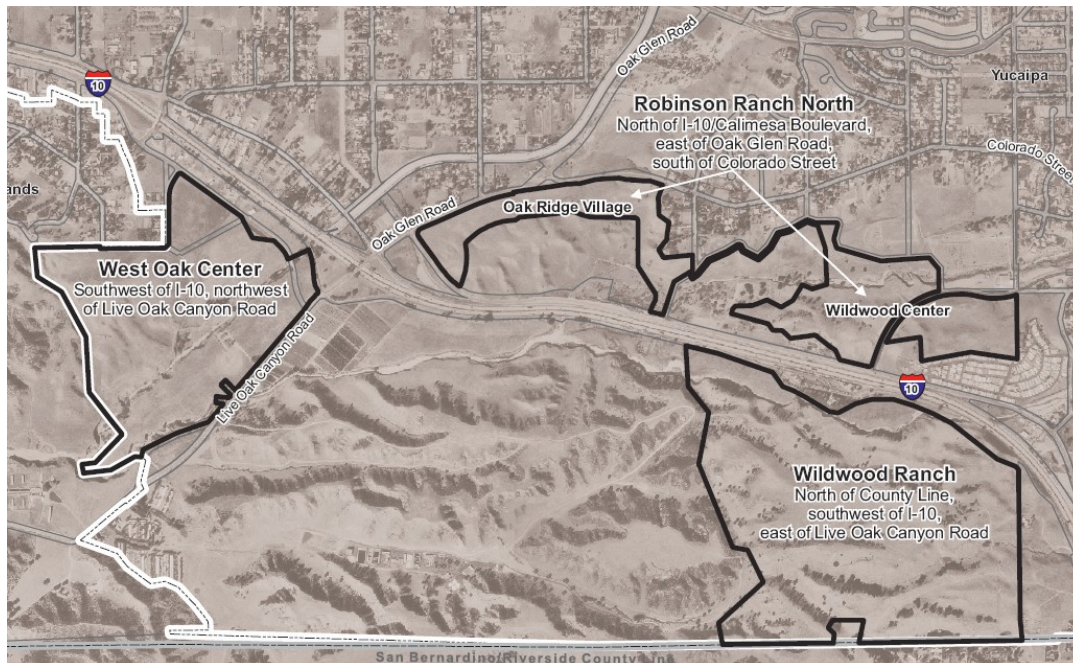 10
Oak Glen Road
Yucaipa
Robinson Ranch North
North of I-10/Calimesa Boulevard,
east of Oak Glen Road,
south of Colorado Street
Colorado Street
ands
Oak Ridge Village
Oak Glen Road
West Oak Center
Southwest of I-10, northwest
of Live Oak Canyon Road
Wildwood Center
Live Oak Canyon Road
10
Wildwood Ranch
North of County Line,
southwest of I-10,
east of Live Oak Canyon Road
San Bernardino/Riverside County Line